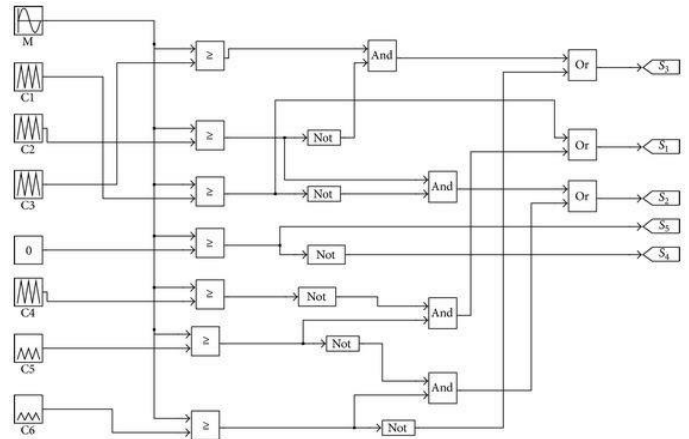 M
C1
C2
C3
0
C4
C5
C6
≥
≥
≥
≥
≥
≥
≥
And
Not
Not
And
Not
Not
And
Not
And
Not
Or
Or
Or
S3
S1
S2
S5
S4